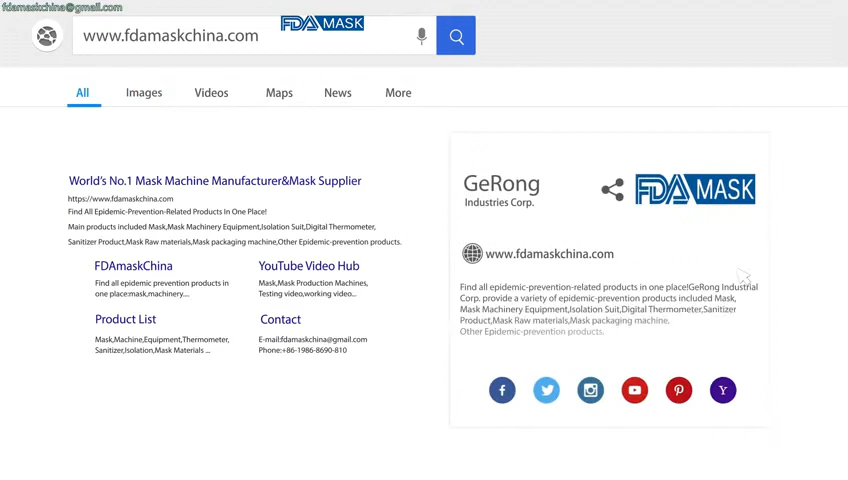 fdamaskchina@gmail.com
www.fdamaskchina.com
FDA MASK
All
Images
Videos
Maps
News
More
World's No.1 Mask Machine Manufacturer&Mask Supplier
https://www.fdamaskchina.com
Find All Epidemic-Prevention-Related Products In One Place!
Main products included Mask,Mask Machinery Equipment,Isolation Suit,Digital Thermometer,
Sanitizer Product,Mask Raw materials,Mask packaging machine,Other Epidemic-prevention products.
FDAmaskChina
Find all epidemic prevention products in
one place:mask,machinery....
YouTube Video Hub
Mask,Mask Production Machines,
Testing video,working video...
Product List
Mask,Machine,Equipment,Thermometer,
Sanitizer,Isolation,Mask Materials ...
Contact
E-mail:fdamaskchina@gmail.com
Phone:+86-1986-8690-810
GeRong
Industries Corp.
FDA MASK
www.fdamaskchina.com
Find all epidemic-prevention-related products in one place!GeRong Industrial
Corp. provide a variety of epidemic-prevention products included Mask,
Mask Machinery Equipment,Isolation Suit,Digital Thermometer,Sanitizer
Product,Mask Raw materials,Mask packaging machine.
Other Epidemic-prevention products.